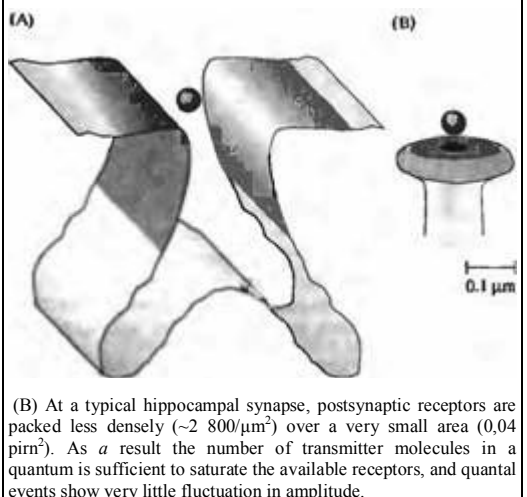 (A)
(B)
0.1 μm
(B) At a typical hippocampal synapse, postsynaptic receptors are
packed less densely (~2 800/μm²) over a very small area (0,04
pirn²). As a result the number of transmitter molecules in a
quantum is sufficient to saturate the available receptors, and quantal
events show very little fluctuation in amplitude.